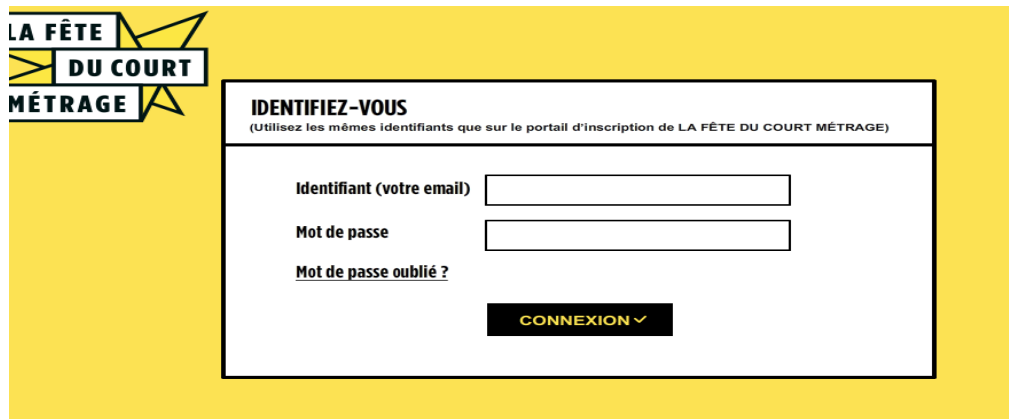 LA FÊTE
DU COURT
MÉTRAGE
IDENTIFIEZ-VOUS
(Utilisez les mêmes identifiants que sur le portail d'inscription de LA FÊTE DU COURT MÉTRAGE)
Identifiant (votre email)
Mot de passe
Mot de passe oublié ?
CONNEXION